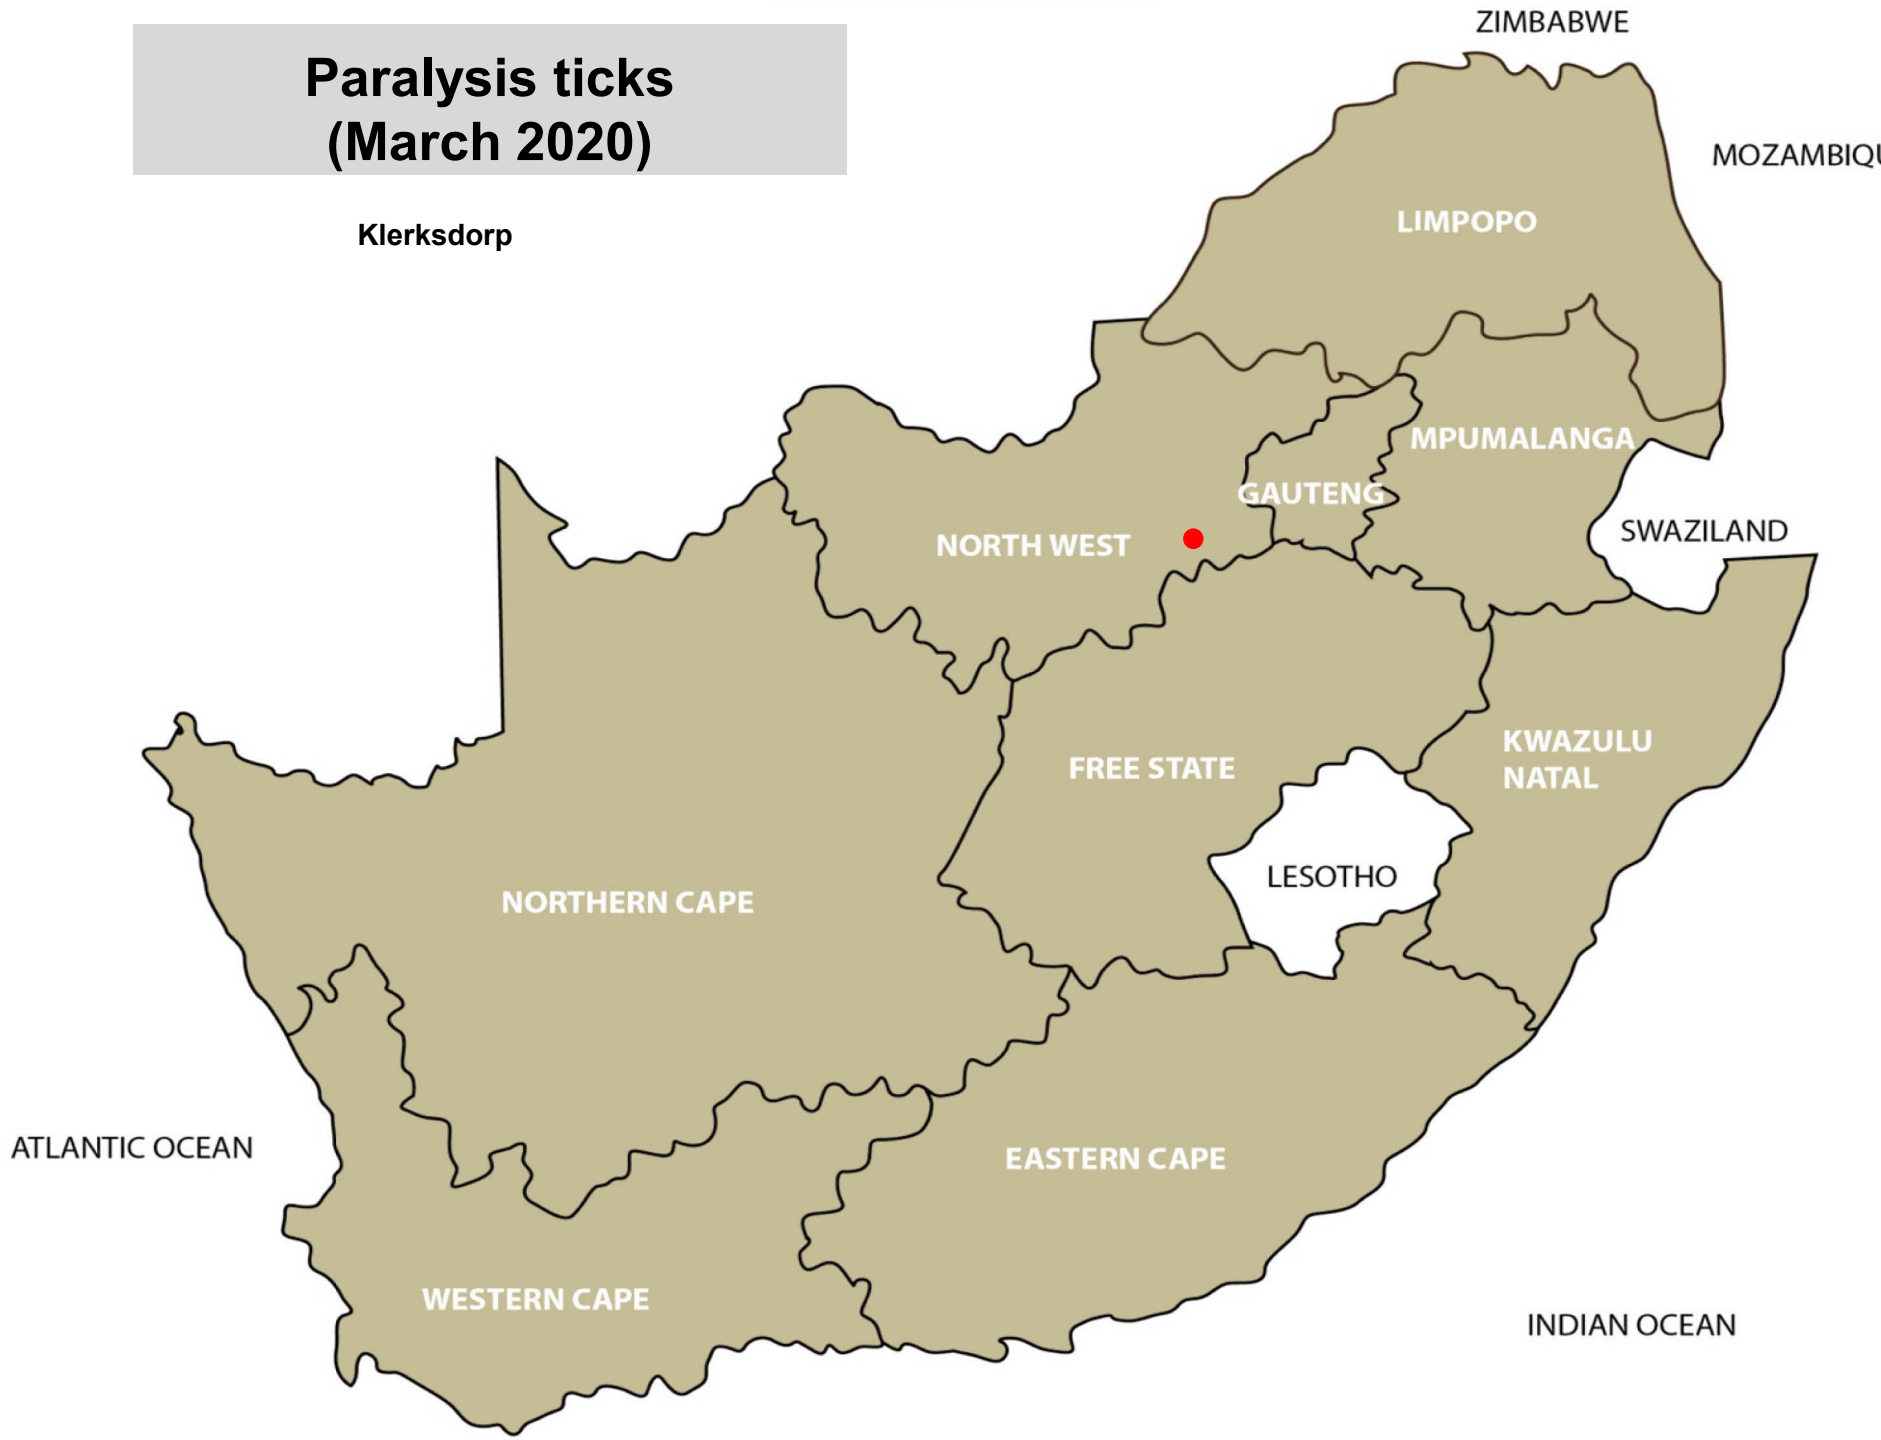 Paralysis ticks
(March 2020)
Klerksdorp
ZIMBABWE
MOZAMBIQU
LIMPOPO
MPUMALANGA
GAUTENG
NORTH WEST
SWAZILAND
KWAZULU
NATAL
FREE STATE
LESOTHO
NORTHERN CAPE
ATLANTIC OCEAN
EASTERN CAPE
WESTERN CAPE
INDIAN OCEAN